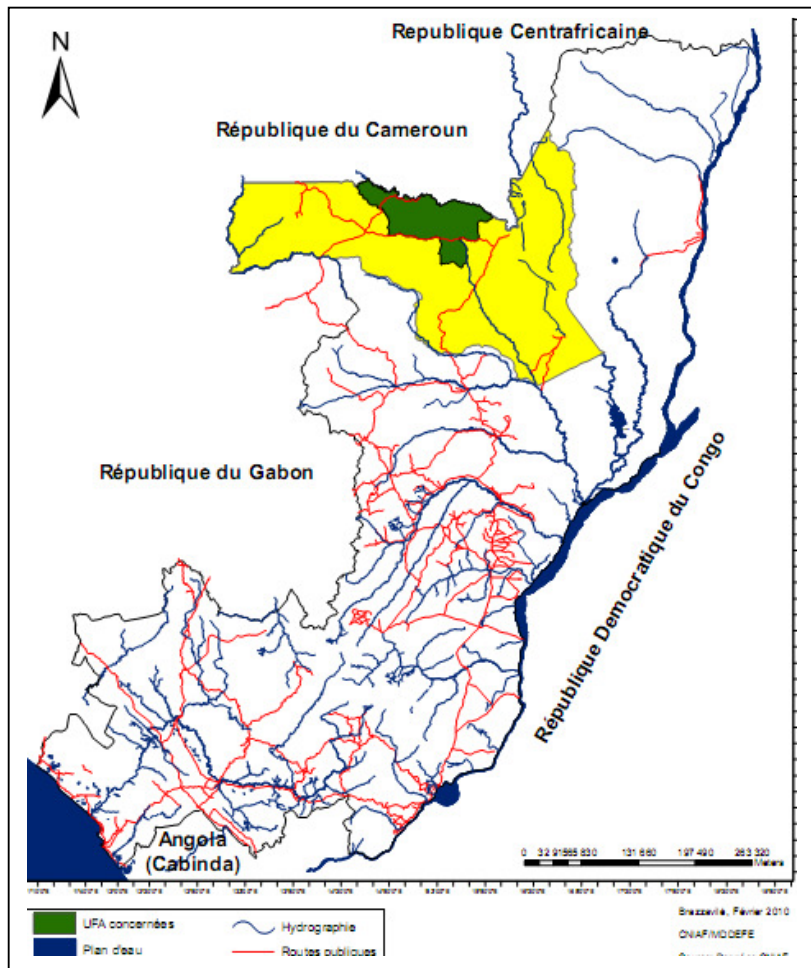 Republique Centrafricaine
N
République du Cameroun
République du Gabon
République Democratique du Congo
Angola
(Cabinda)
131 660 197 490 263 320
Meters
UFA concernées
Hydrographie
Plan d'eau
Routes publiques
Brazzavile, Février 2010
CNIAF/MDDEFE